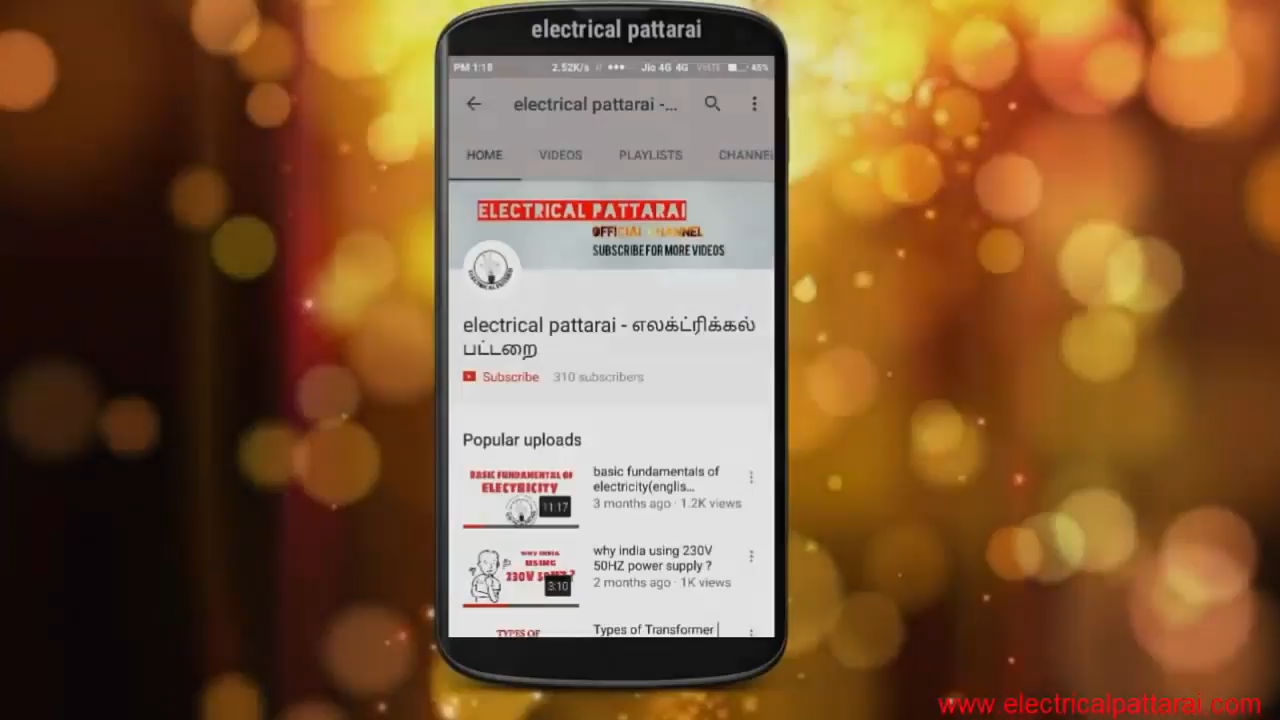 electrical pattarai
PM 1:18 2.52K/s Jio 4G 4G VOLTE 45%
electrical pattarai -...
HOME VIDEOS PLAYLISTS CHANNEL
ELECTRICAL PATTARAI
OFFICIAL CHANNEL
SUBSCRIBE FOR MORE VIDEOS
ELECTRICAL PATTARAI
electrical pattarai - எலக்ட்ரிக்கல்
பட்டறை
Subscribe 310 subscribers
Popular uploads
BASIC FUNDAMENTAL OF
ELECTRICITY
11:17
basic fundamentals of
electricity(englis...
3 months ago · 1.2K views
WHY INDIA
USING
230V 50HZ ?
3:10
why india using 230V
50HZ power supply ?
2 months ago · 1K views
TYPES OF
Types of Transformer |
www.electricalpattarai.com